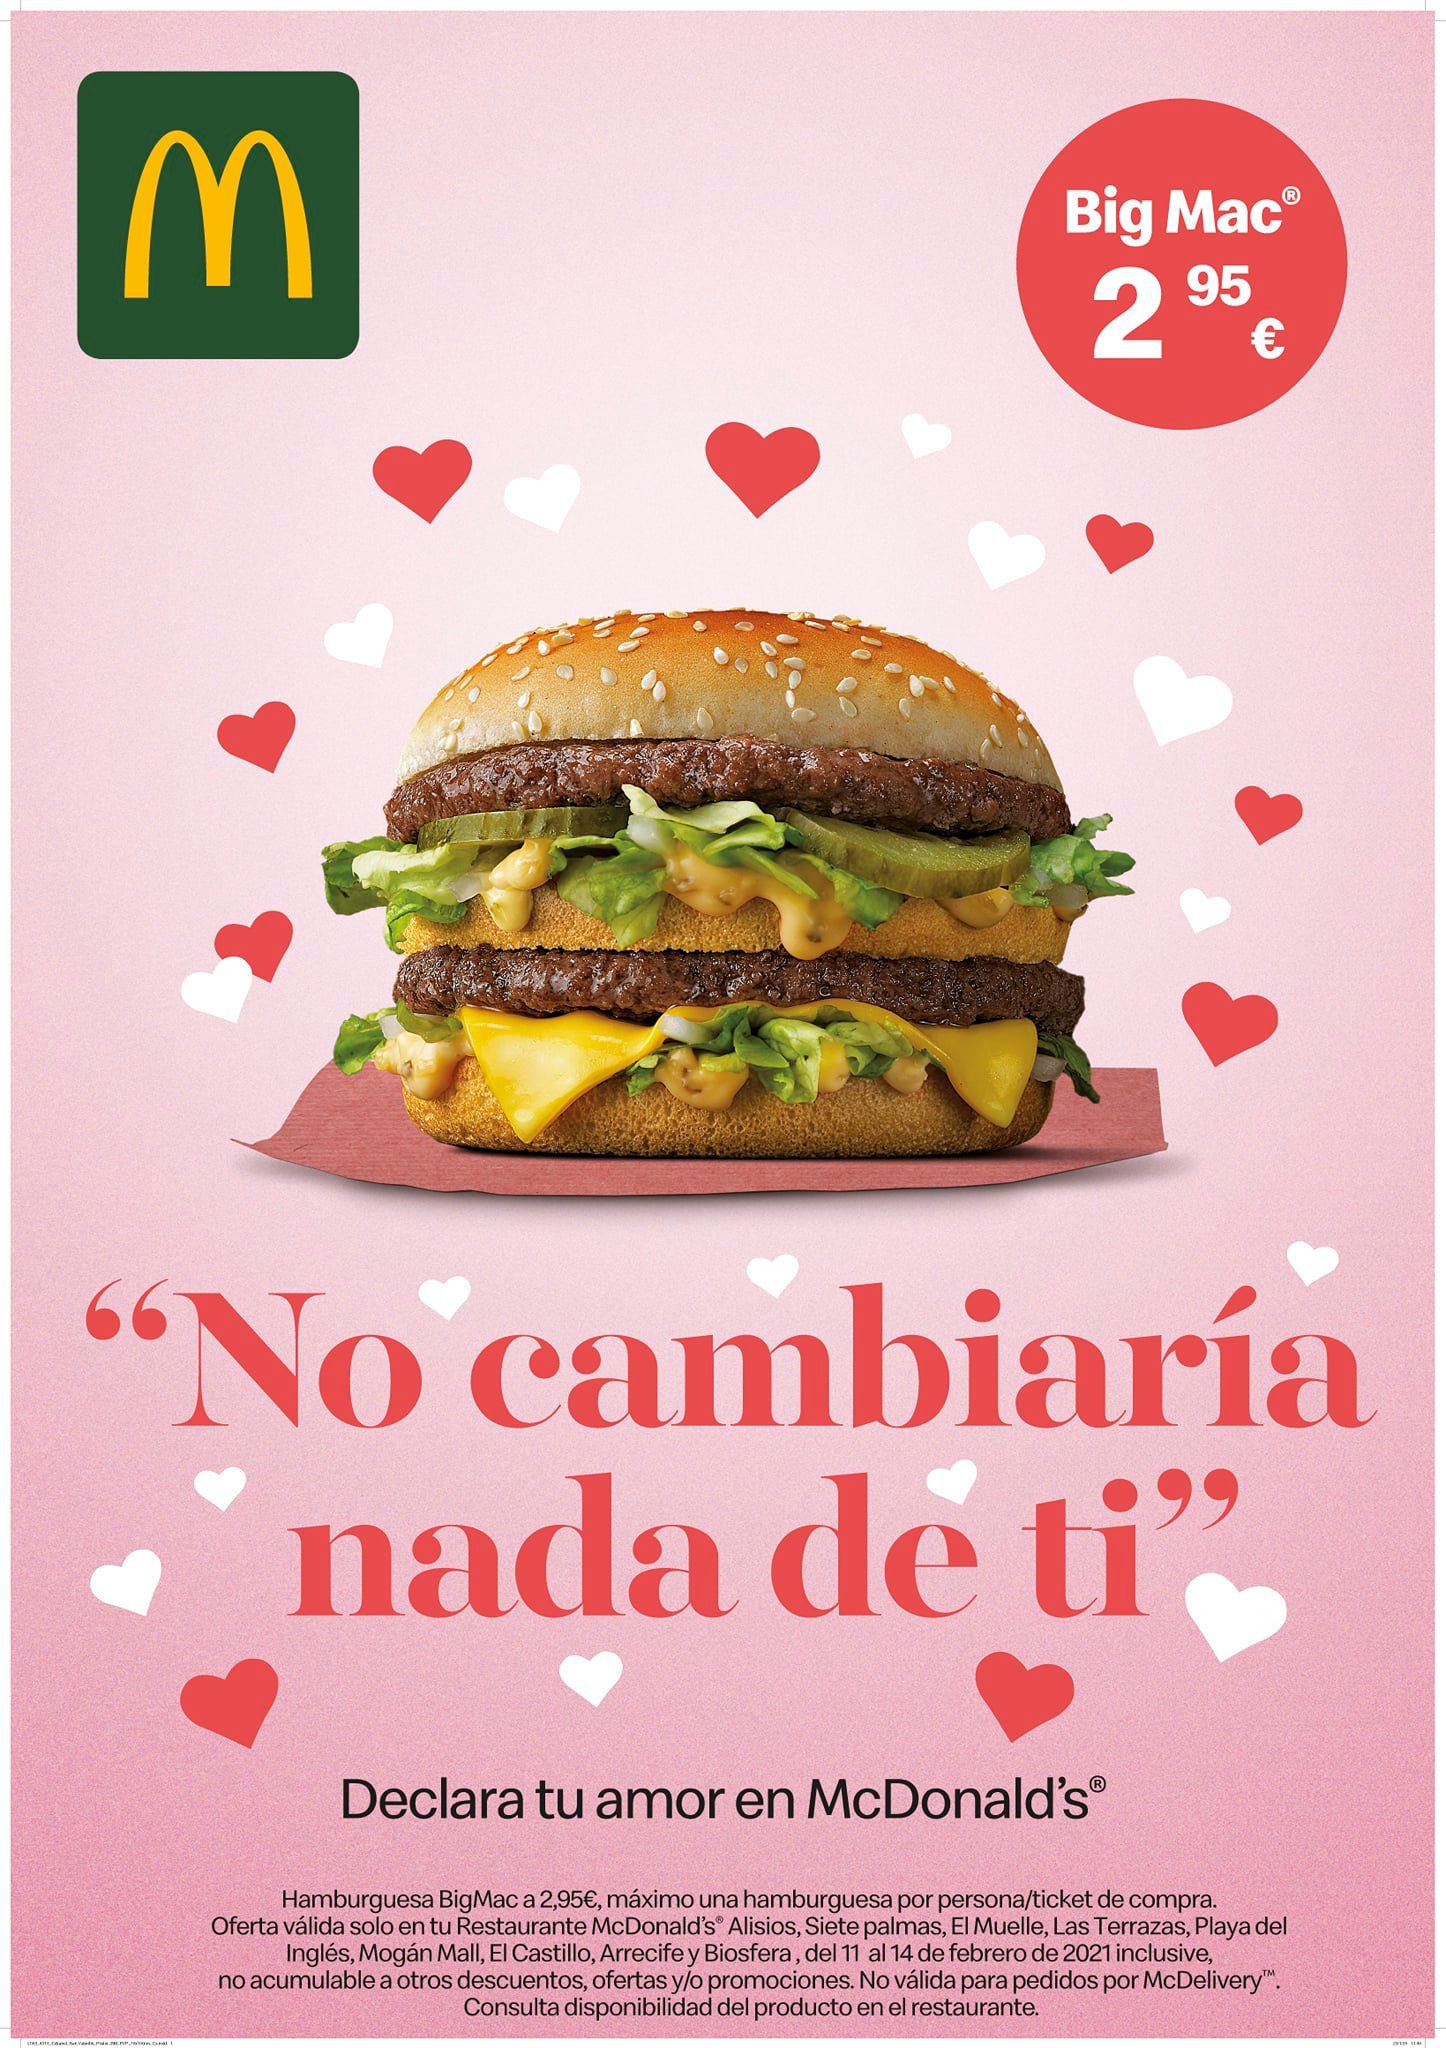 Big Mac®
2 95 €
“No cambiaría
nada de ti”
Declara tu amor en McDonald’s®
Hamburguesa BigMac a 2,95€, máximo una hamburguesa por persona/ticket de compra.
Oferta válida solo en tu Restaurante McDonald’s® Alisios, Siete palmas, El Muelle, Las Terrazas, Playa del
Inglés, Mogán Mall, El Castillo, Arrecife y Biosfera , del 11 al 14 de febrero de 2021 inclusive,
no acumulable a otros descuentos, ofertas y/o promociones. No válida para pedidos por McDelivery™.
Consulta disponibilidad del producto en el restaurante.